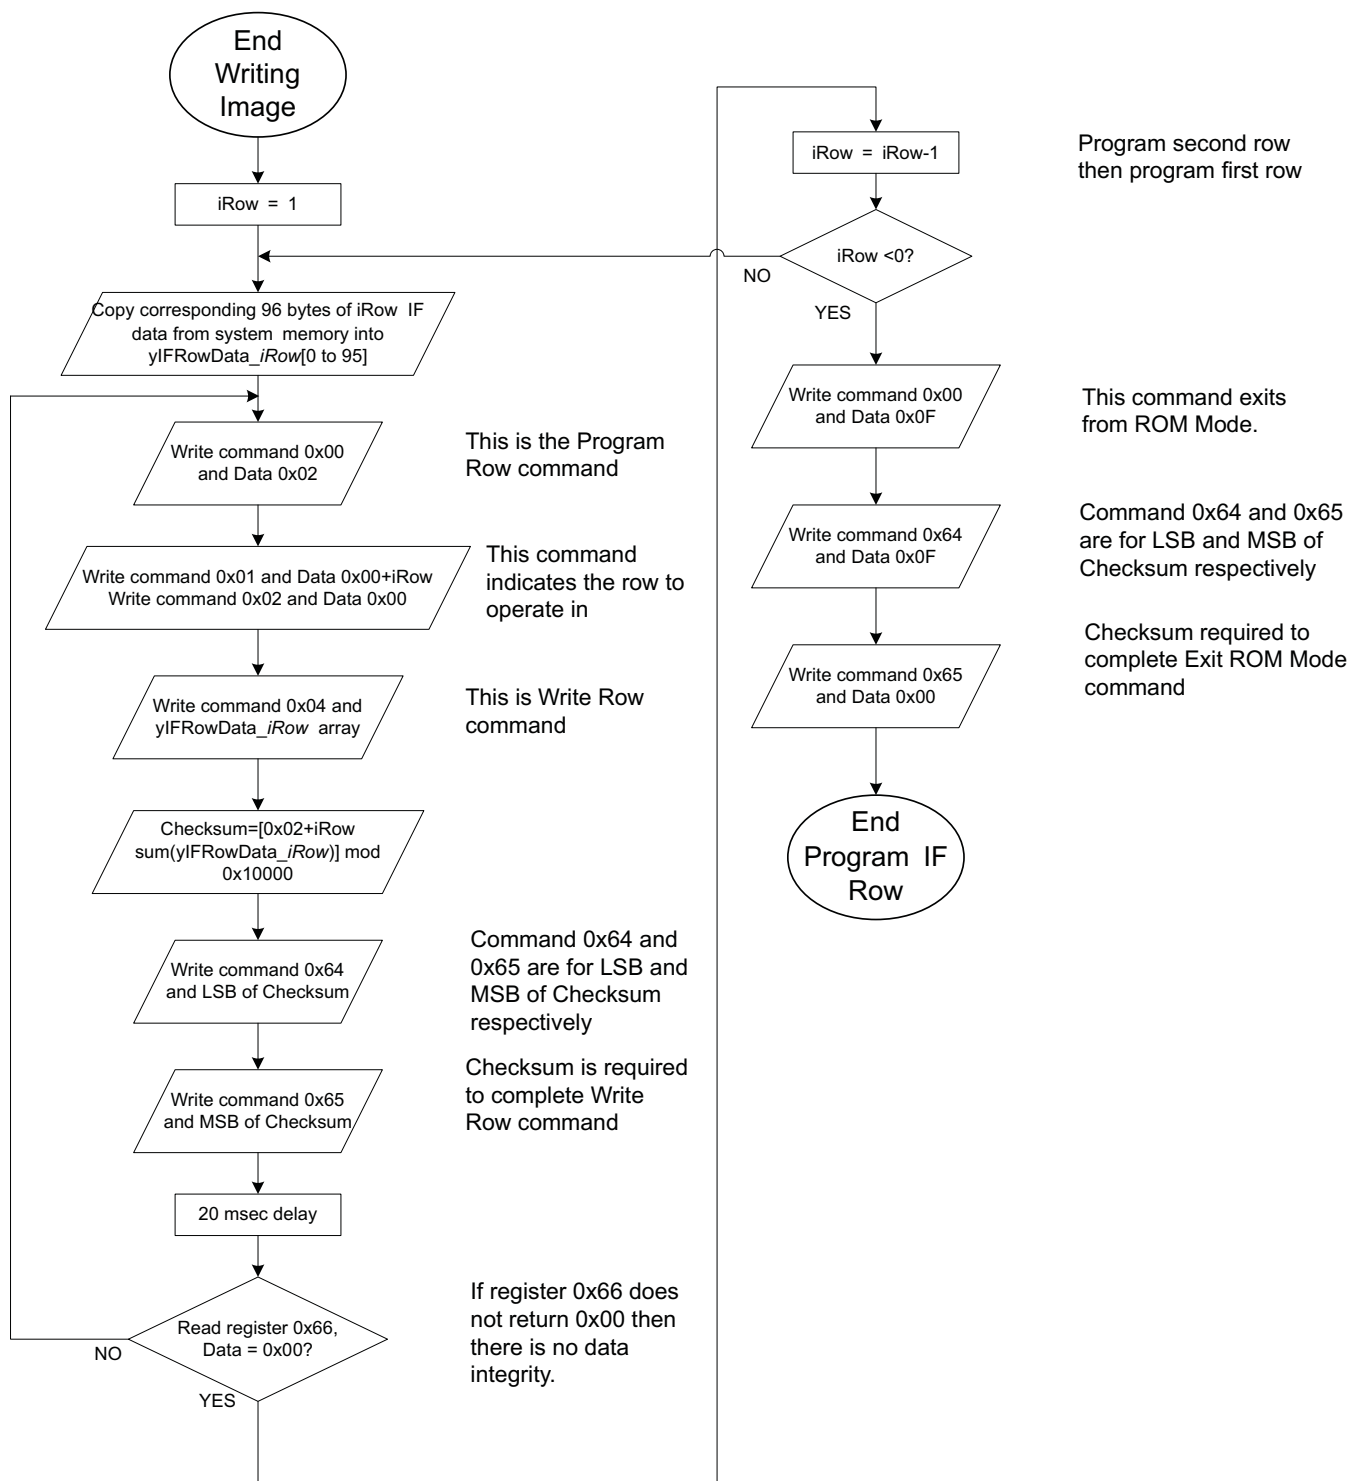 End
Writing
Image
iRow = 1
Copy corresponding 96 bytes of iRow IF
data from system memory into
yIFRowData_iRow[0 to 95]
Write command 0x00
and Data 0x02
This is the Program
Row command
Write command 0x01 and Data 0x00+iRow
Write command 0x02 and Data 0x00
This command
indicates the row to
operate in
Write command 0x04 and
yIFRowData_iRow array
This is Write Row
command
Checksum=[0x02+iRow
sum(yIFRowData_iRow)] mod
0x10000
Write command 0x64
and LSB of Checksum
Command 0x64 and
0x65 are for LSB and
MSB of Checksum
respectively
Write command 0x65
and MSB of Checksum
Checksum is required
to complete Write
Row command
20 msec delay
Read register 0x66,
Data = 0x00?
NO
YES
If register 0x66 does
not return 0x00 then
there is no data
integrity.
iRow = iRow-1
Program second row
then program first row
iRow <0?
NO
YES
Write command 0x00
and Data 0x0F
This command exits
from ROM Mode.
Write command 0x64
and Data 0x0F
Command 0x64 and 0x65
are for LSB and MSB of
Checksum respectively
Write command 0x65
and Data 0x00
Checksum required to
complete Exit ROM Mode
command
End
Program IF
Row